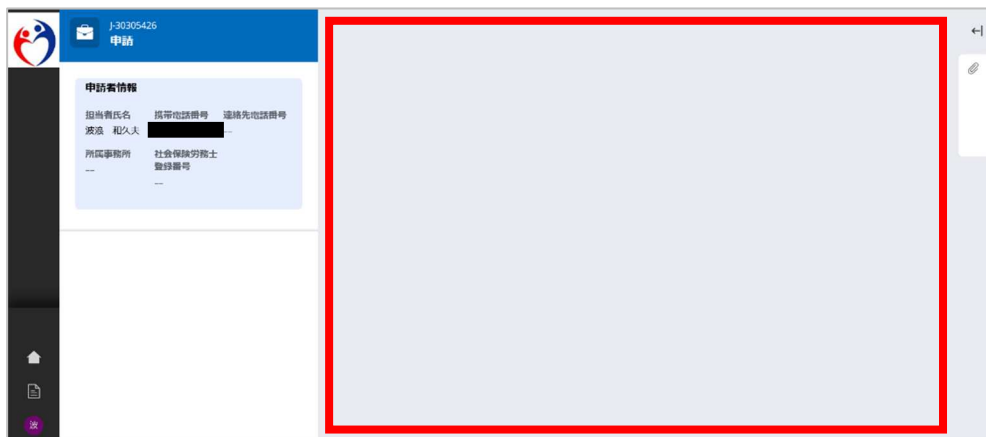 J-30305426
申請
申請者情報
担当者氏名 携帯電話番号 連絡先電話番号
波浪 和久夫 --
所属事務所 社会保険労務士
登録番号
--
--
波